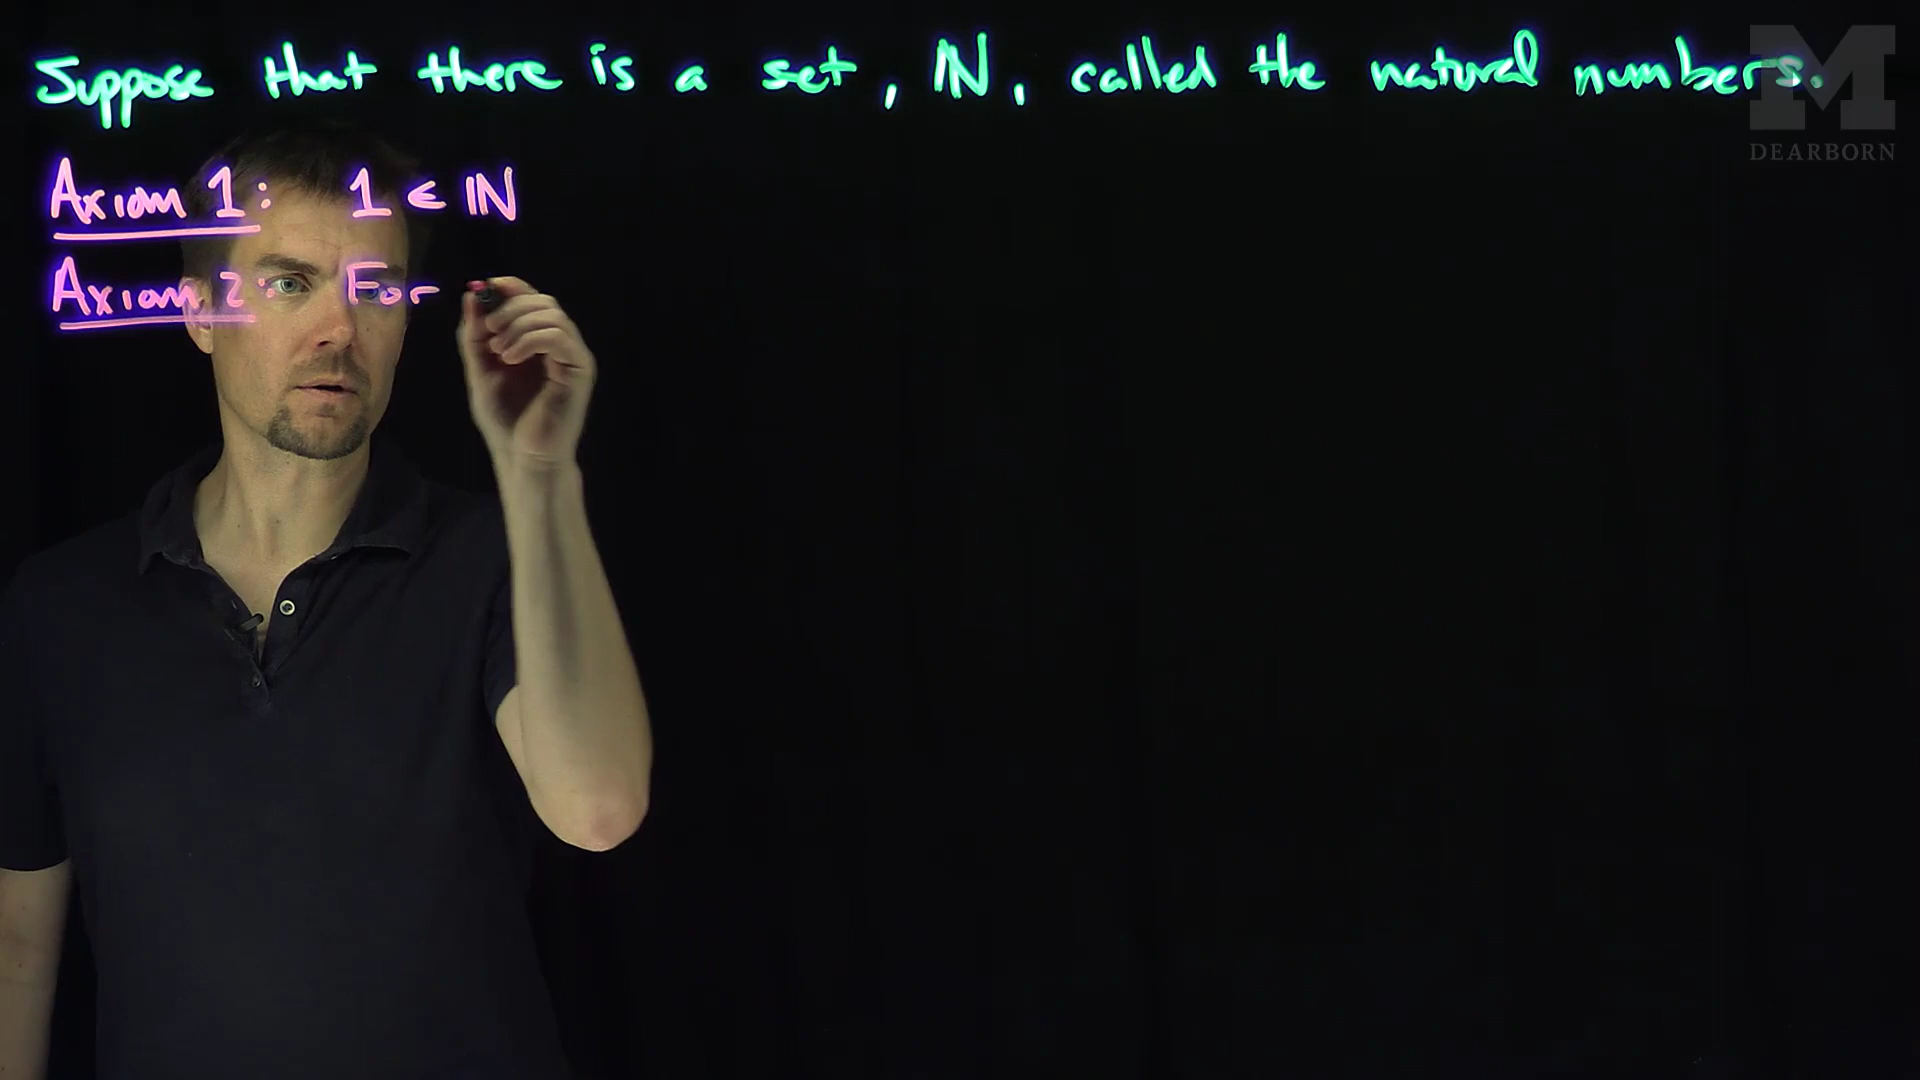 Suppose that there is a set, ℕ, called the natural numbers.
M
DEARBORN
Axiom 1: 1 ∈ ℕ
Axiom 2: For